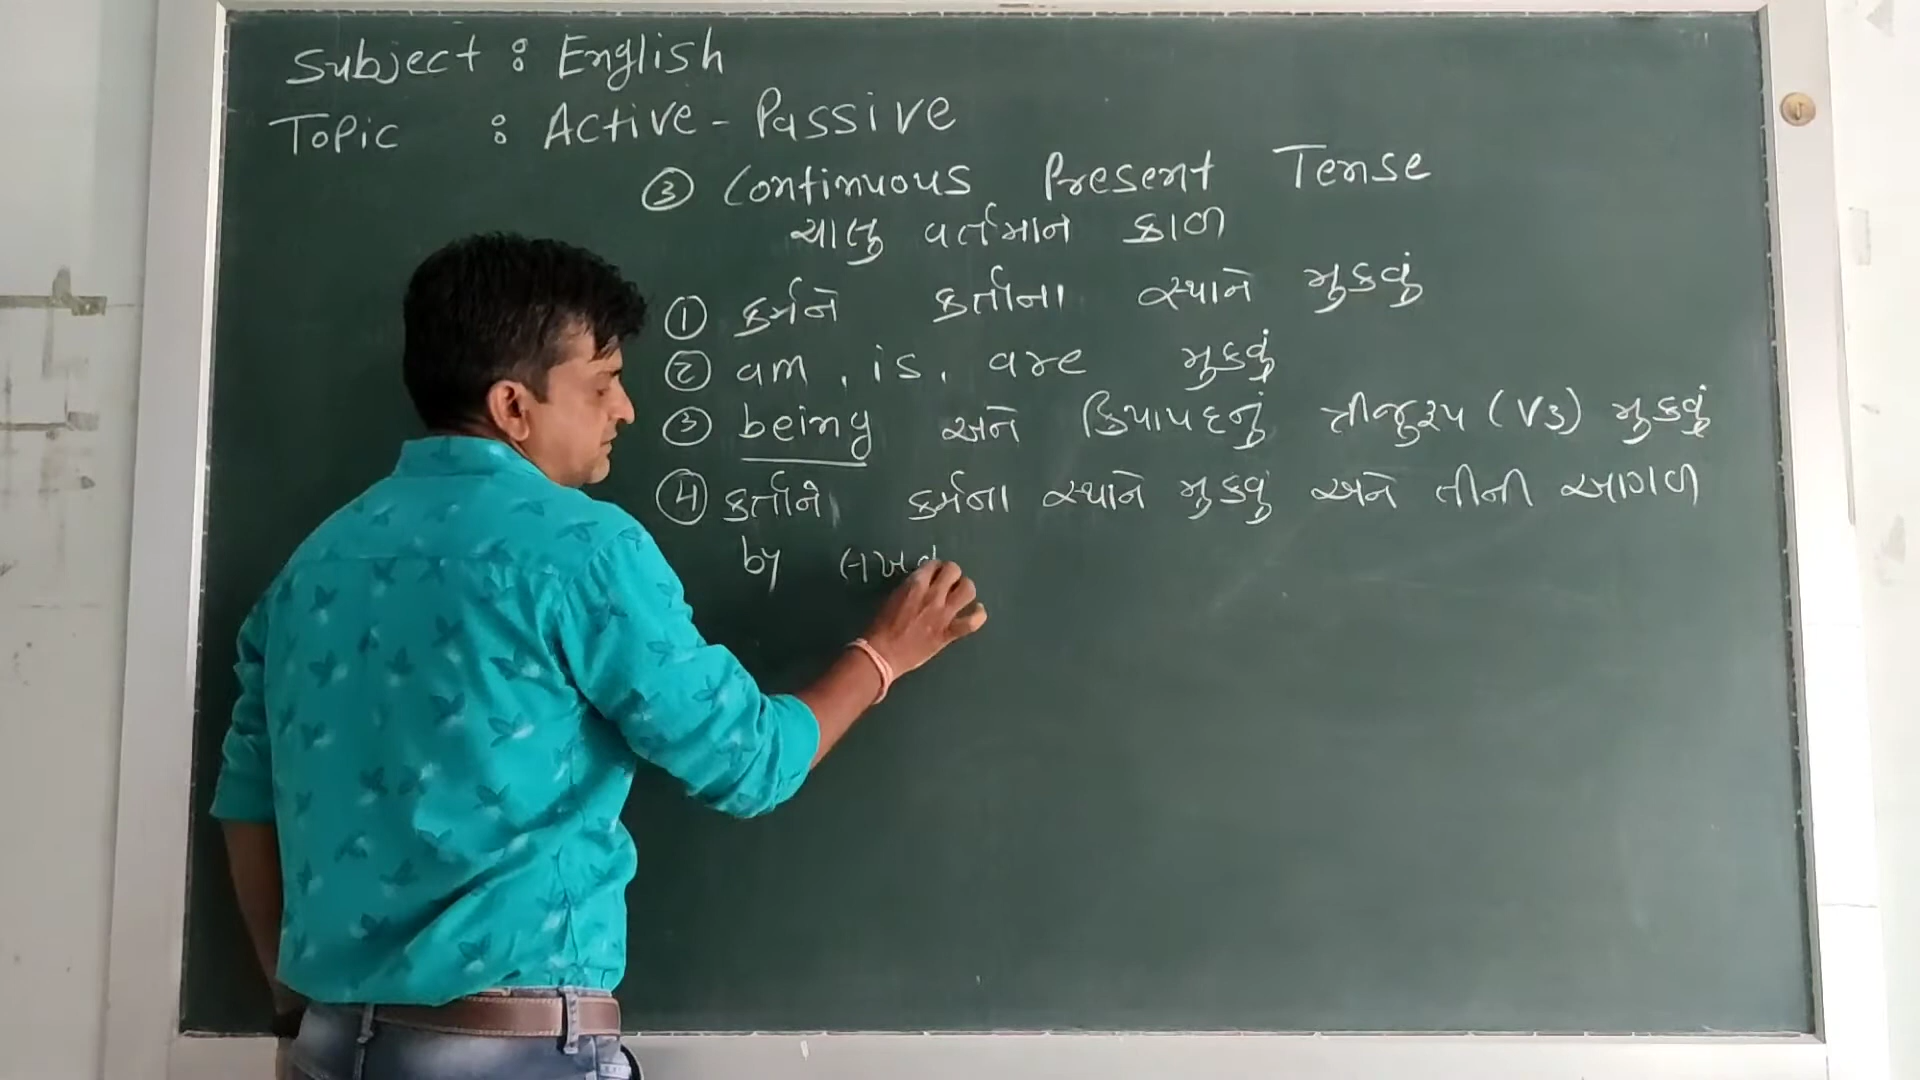 Subject : English
Topic : Active - Passive
③ Continuous Present Tense
ચાલુ વર્તમાન કાળ
① કર્મને કર્તાના સ્થાને મુકવું
② am, is, are મુકવું
③ being અને ક્રિયાપદનું ત્રીજુરૂપ (V3) મુકવું
④ કર્તાને કર્મના સ્થાને મુકવું અને તીની આગળ
by લખવ